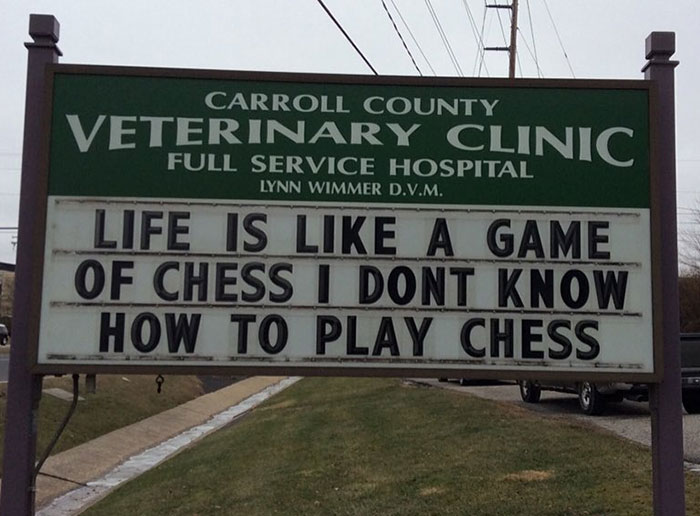 CARROLL COUNTY
VETERINARY CLINIC
FULL SERVICE HOSPITAL
LYNN WIMMER D.V.M.
LIFE IS LIKE A GAME
OF CHESS I DONT KNOW
HOW TO PLAY CHESS